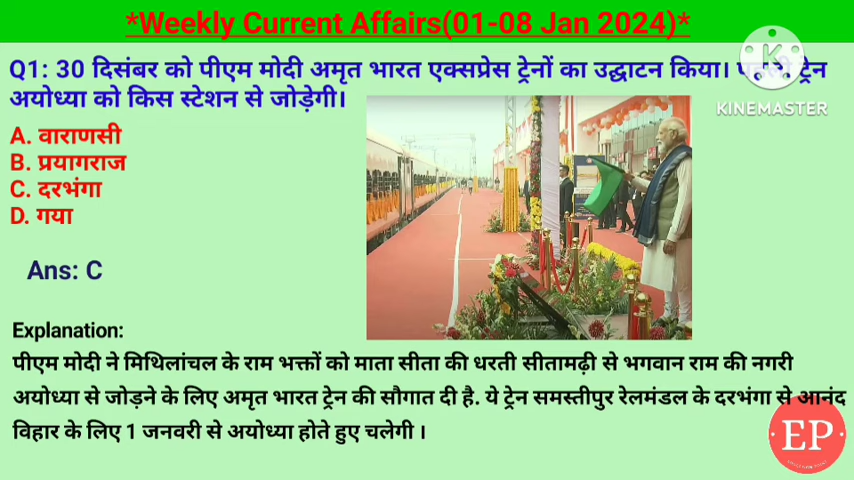 *Weekly Current Affairs(01-08 Jan 2024)*
Q1: 30 दिसंबर को पीएम मोदी अमृत भारत एक्सप्रेस ट्रेनों का उद्घाटन किया। पहली ट्रेन
अयोध्या को किस स्टेशन से जोड़ेगी।
KINEMASTER
A. वाराणसी
B. प्रयागराज
C. दरभंगा
D. गया
Ans: C
Explanation:
पीएम मोदी ने मिथिलांचल के राम भक्तों को माता सीता की धरती सीतामढ़ी से भगवान राम की नगरी
अयोध्या से जोड़ने के लिए अमृत भारत ट्रेन की सौगात दी है. ये ट्रेन समस्तीपुर रेलमंडल के दरभंगा से आनंद
विहार के लिए 1 जनवरी से अयोध्या होते हुए चलेगी ।
EP